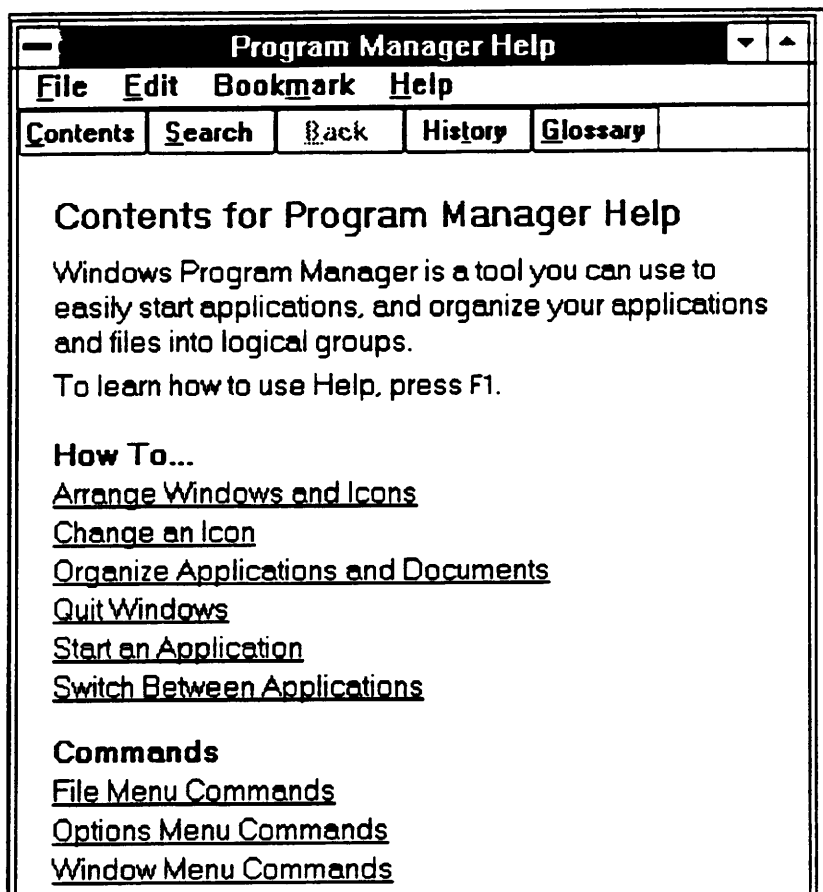 Program Manager Help
File Edit Bookmark Help
Contents Search Back History Glossary
Contents for Program Manager Help
Windows Program Manager is a tool you can use to
easily start applications, and organize your applications
and files into logical groups.
To learn how to use Help, press F1.
How To...
Arrange Windows and Icons
Change an Icon
Organize Applications and Documents
Quit Windows
Start an Application
Switch Between Applications
Commands
File Menu Commands
Options Menu Commands
Window Menu Commands